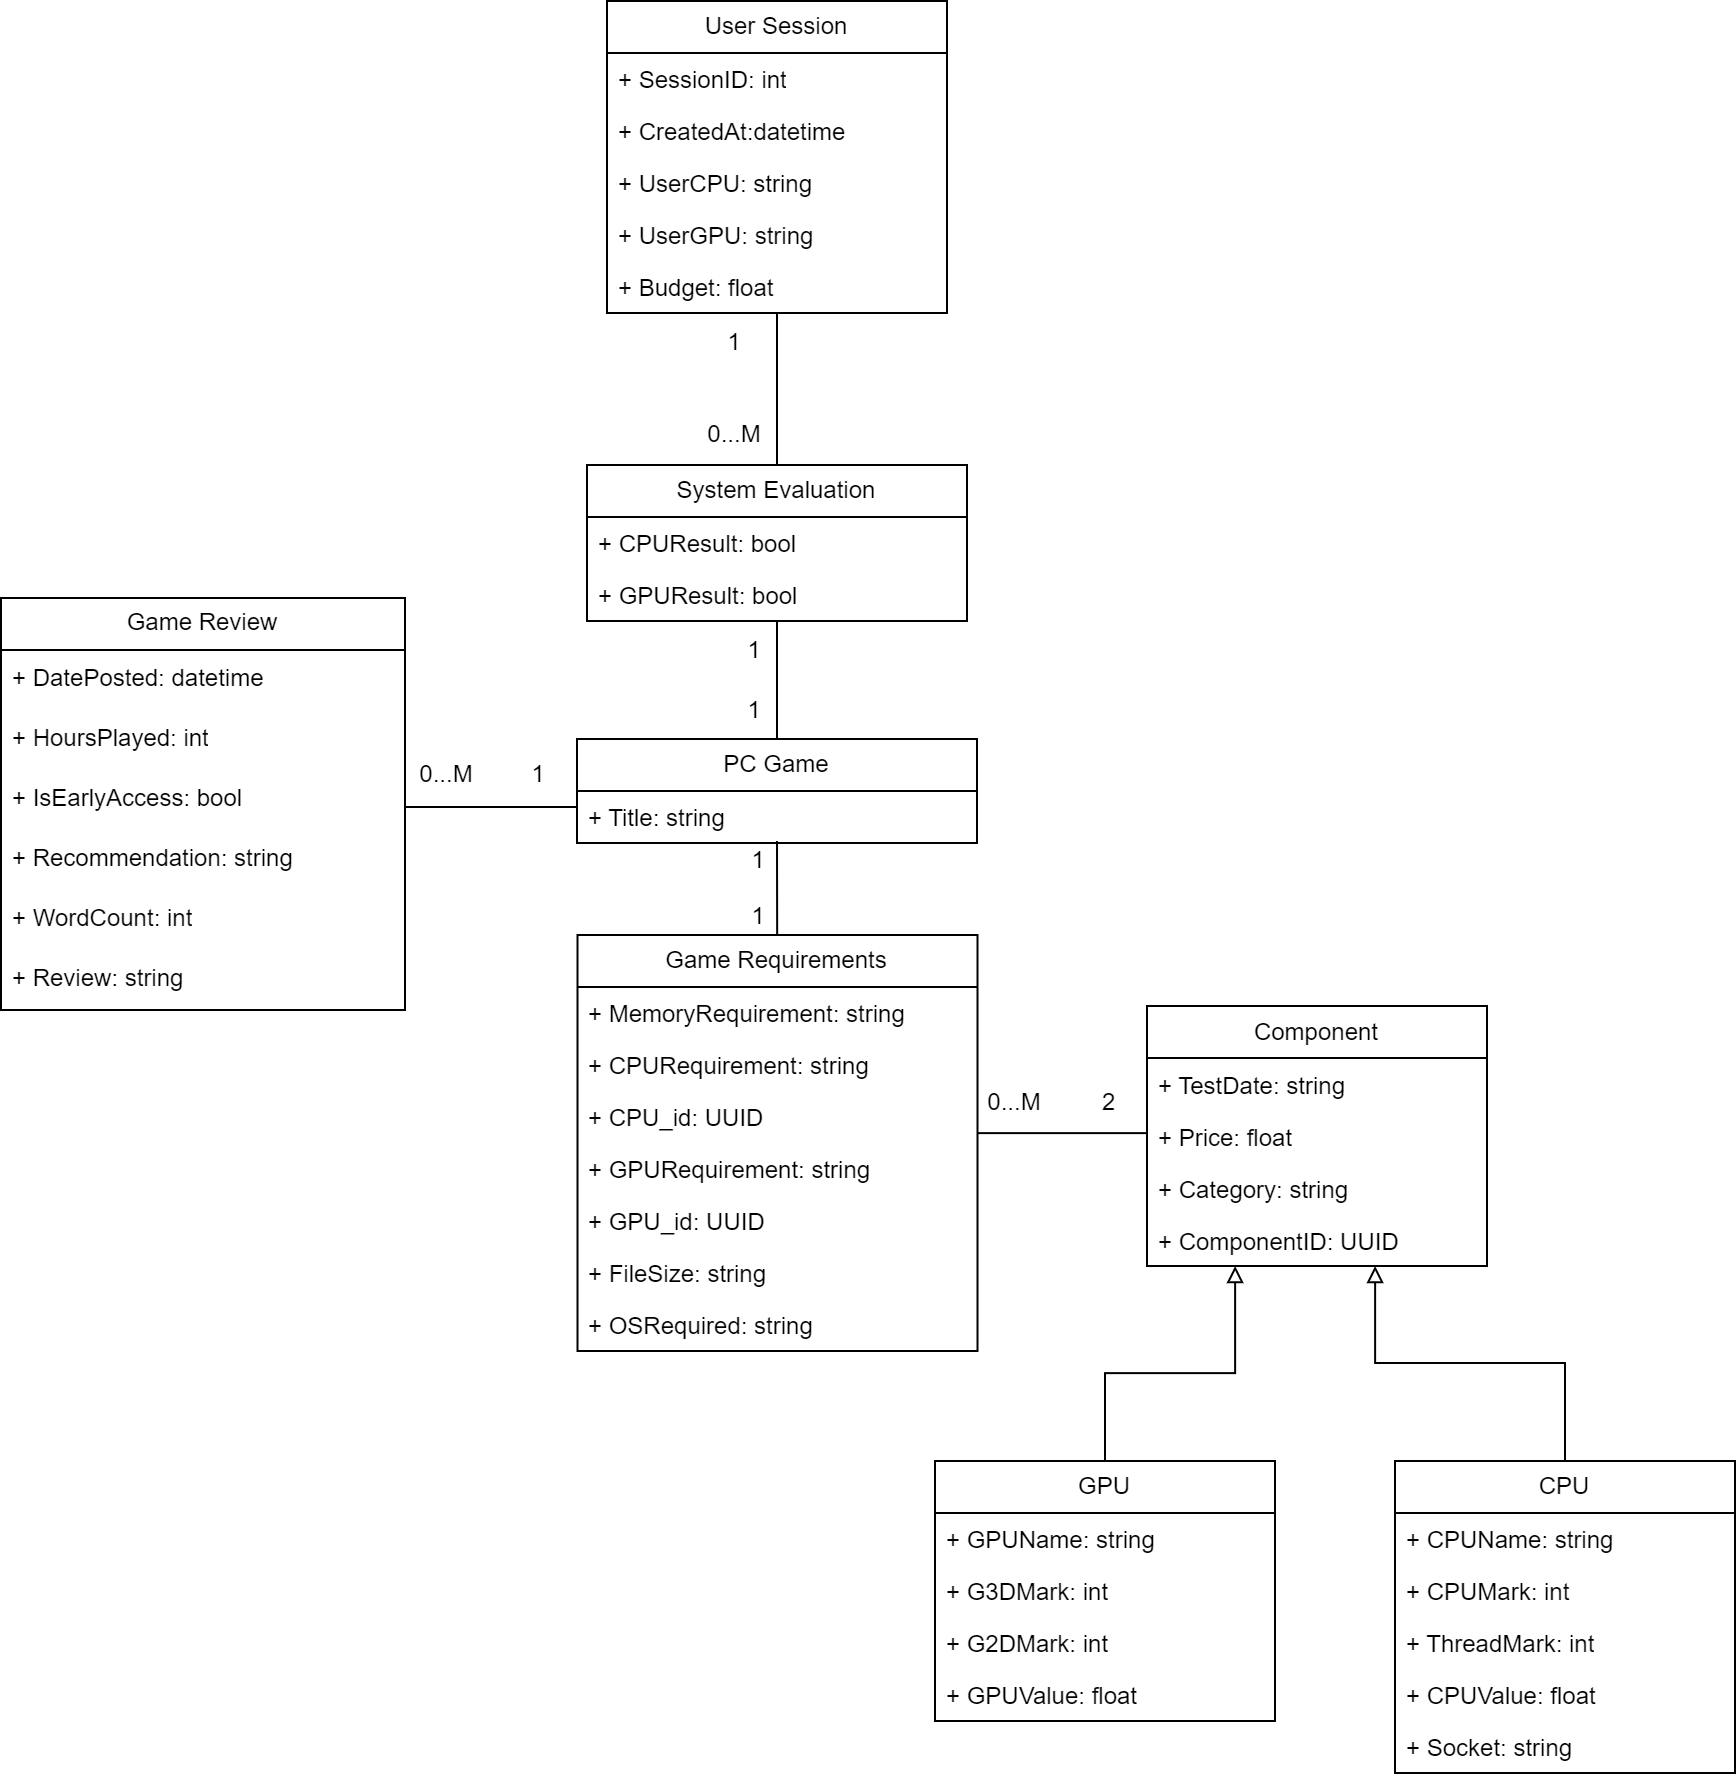 User Session
+ SessionID: int
+ CreatedAt:datetime
+ UserCPU: string
+ UserGPU: string
+ Budget: float
1
0...M
System Evaluation
+ CPUResult: bool
+ GPUResult: bool
1
1
Game Review
+ DatePosted: datetime
+ HoursPlayed: int
+ IsEarlyAccess: bool
+ Recommendation: string
+ WordCount: int
+ Review: string
0...M
1
PC Game
+ Title: string
1
1
Game Requirements
+ MemoryRequirement: string
+ CPURequirement: string
+ CPU_id: UUID
+ GPURequirement: string
+ GPU_id: UUID
+ FileSize: string
+ OSRequired: string
0...M
2
Component
+ TestDate: string
+ Price: float
+ Category: string
+ ComponentID: UUID
GPU
+ GPUName: string
+ G3DMark: int
+ G2DMark: int
+ GPUValue: float
CPU
+ CPUName: string
+ CPUMark: int
+ ThreadMark: int
+ CPUValue: float
+ Socket: string